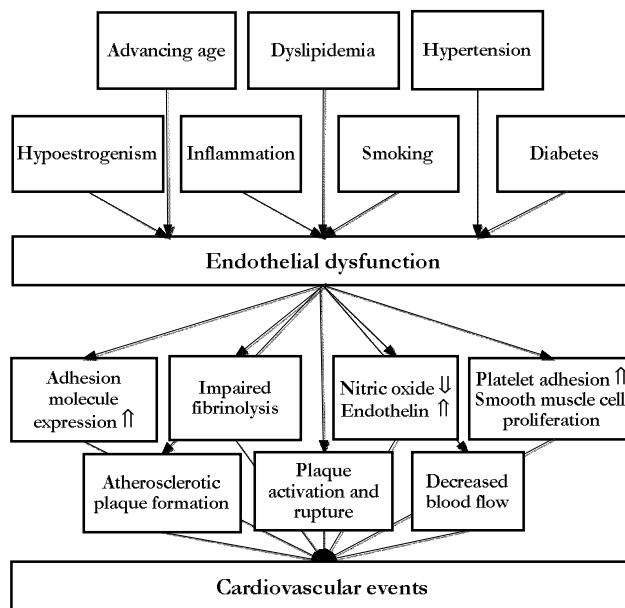 Advancing age
Dyslipidemia
Hypertension
Hypoestrogenism
Inflammation
Smoking
Diabetes
Endothelial dysfunction
Adhesion
molecule
expression ⇑
Impaired
fibrinolysis
Nitric oxide ⇓
Endothelin ⇑
Platelet adhesion ⇑
Smooth muscle cell
proliferation
Atherosclerotic
plaque formation
Plaque
activation and
rupture
Decreased
blood flow
Cardiovascular events